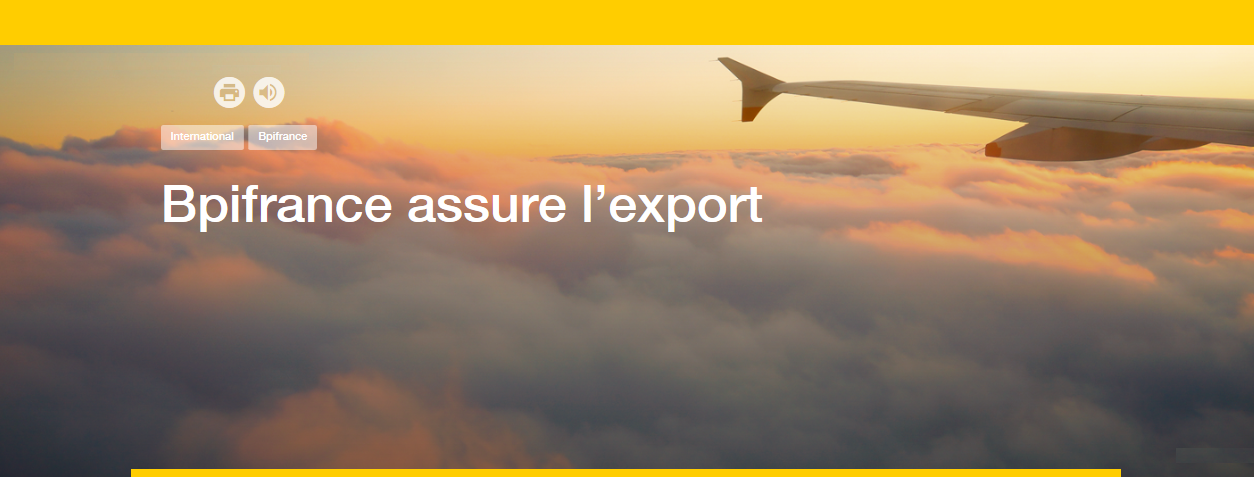 International Bpifrance
Bpifrance assure l’export